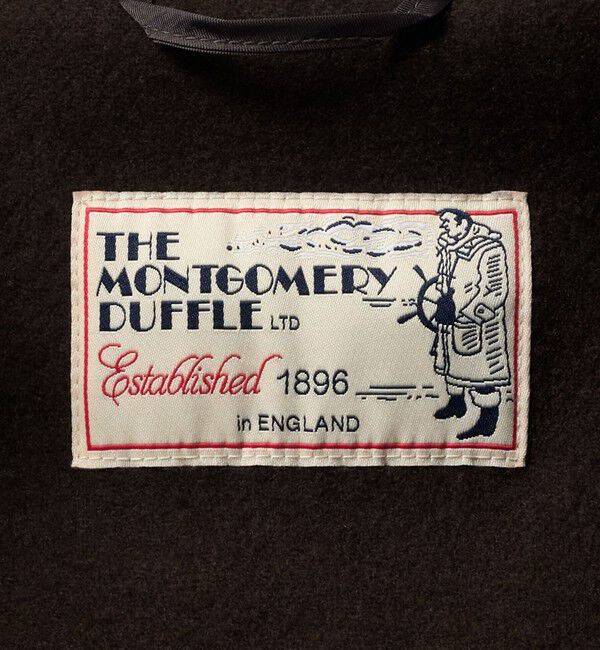 THE
MONTGOMERY
DUFFLE LTD
Established 1896
in ENGLAND